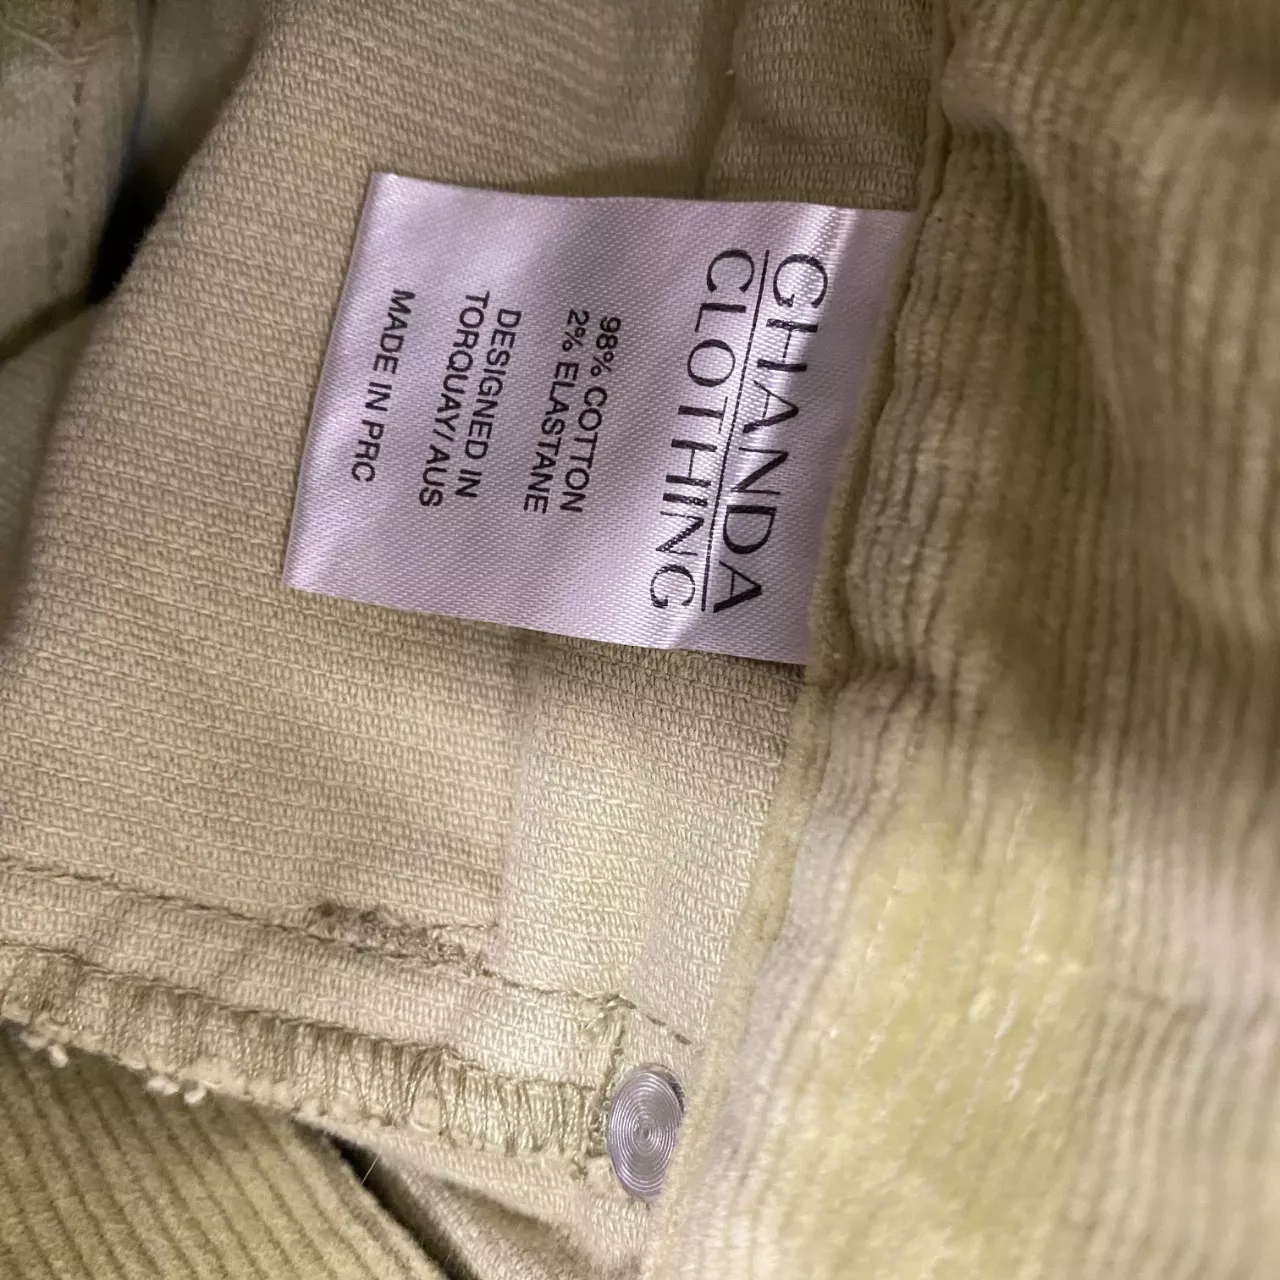 GHANDA
CLOTHING
98% COTTON
2% ELASTANE
DESIGNED IN
TORQUAY/AUS
MADE IN PRC